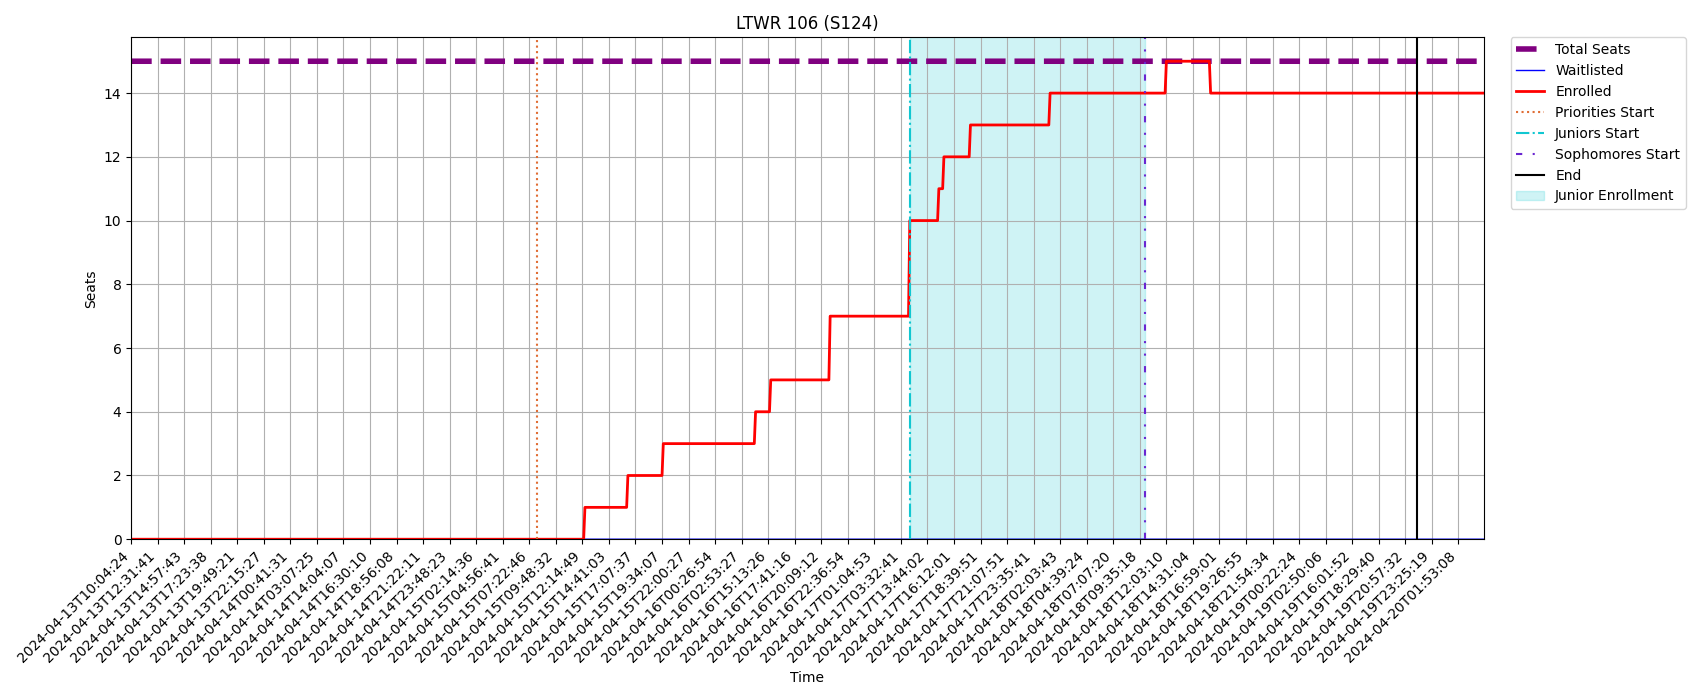 LTWR 106 (S124)
Total Seats
Waitlisted
Enrolled
Priorities Start
Juniors Start
Sophomores Start
End
Junior Enrollment
Seats
14
12
10
8
6
4
2
0
2024-04-13T10:04:24
2024-04-13T12:31:41
2024-04-13T14:57:43
2024-04-13T17:23:38
2024-04-13T19:49:21
2024-04-13T22:15:27
2024-04-14T00:41:31
2024-04-14T03:07:25
2024-04-14T14:04:07
2024-04-14T16:30:10
2024-04-14T18:56:08
2024-04-14T21:22:11
2024-04-14T23:48:23
2024-04-15T02:14:36
2024-04-15T04:56:41
2024-04-15T07:22:46
2024-04-15T09:48:32
2024-04-15T12:14:49
2024-04-15T14:41:03
2024-04-15T17:07:37
2024-04-15T19:34:07
2024-04-15T22:00:27
2024-04-16T00:26:54
2024-04-16T02:53:27
2024-04-16T15:13:26
2024-04-16T17:41:16
2024-04-16T20:09:12
2024-04-16T22:36:54
2024-04-17T01:04:53
2024-04-17T03:32:41
2024-04-17T13:44:02
2024-04-17T16:12:01
2024-04-17T18:39:51
2024-04-17T21:07:51
2024-04-17T23:35:41
2024-04-18T02:03:43
2024-04-18T04:39:24
2024-04-18T07:07:20
2024-04-18T09:35:18
2024-04-18T12:03:10
2024-04-18T14:31:04
2024-04-18T16:59:01
2024-04-18T19:26:55
2024-04-18T21:54:34
2024-04-19T00:22:24
2024-04-19T02:50:06
2024-04-19T16:01:52
2024-04-19T18:29:40
2024-04-19T20:57:32
2024-04-19T23:25:19
2024-04-20T01:53:08
Time